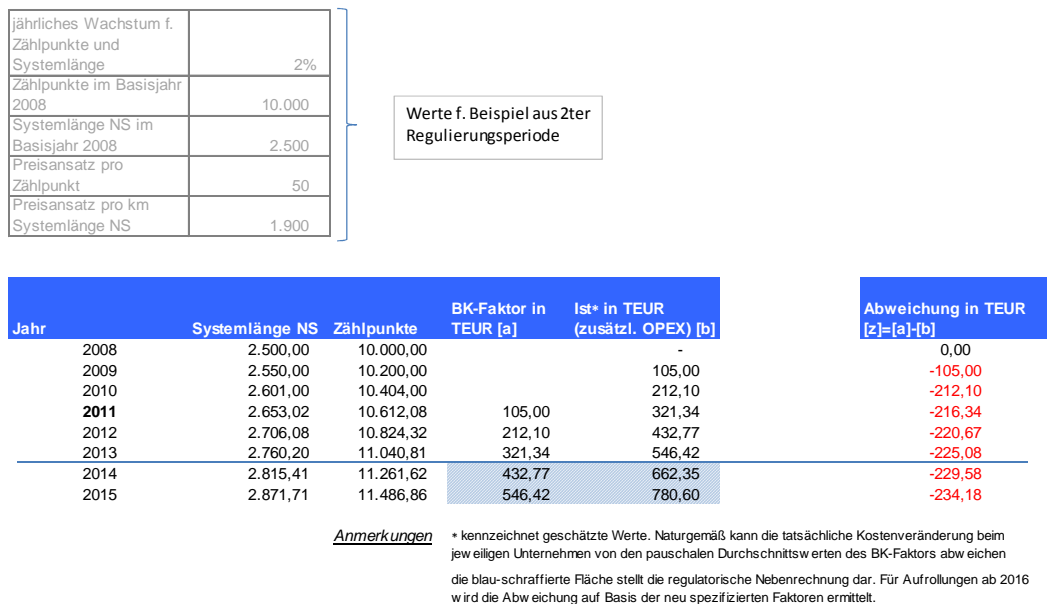 jährliches Wachstum f.
Zählpunkte und
Systemlänge 2%
Zählpunkte im Basisjahr
2008 10.000
Systemlänge NS im
Basisjahr 2008 2.500
Preisansatz pro
Zählpunkt 50
Preisansatz pro km
Systemlänge NS 1.900
Werte f. Beispiel aus 2ter
Regulierungsperiode
Jahr Systemlänge NS Zählpunkte BK-Faktor in TEUR [a] Ist* in TEUR (zusätzl. OPEX) [b] Abweichung in TEUR [z]=[a]-[b]
2008 2.500,00 10.000,00 - 0,00
2009 2.550,00 10.200,00 105,00 -105,00
2010 2.601,00 10.404,00 212,10 -212,10
2011 2.653,02 10.612,08 105,00 321,34 -216,34
2012 2.706,08 10.824,32 212,10 432,77 -220,67
2013 2.760,20 11.040,81 321,34 546,42 -225,08
2014 2.815,41 11.261,62 432,77 662,35 -229,58
2015 2.871,71 11.486,86 546,42 780,60 -234,18
Anmerkungen * kennzeichnet geschätzte Werte. Naturgemäß kann die tatsächliche Kostenveränderung beim
jeweiligen Unternehmen von den pauschalen Durchschnittswerten des BK-Faktors abweichen
die blau-schraffierte Fläche stellt die regulatorische Nebenrechnung dar. Für Aufrollungen ab 2016
wird die Abweichung auf Basis der neu spezifizierten Faktoren ermittelt.